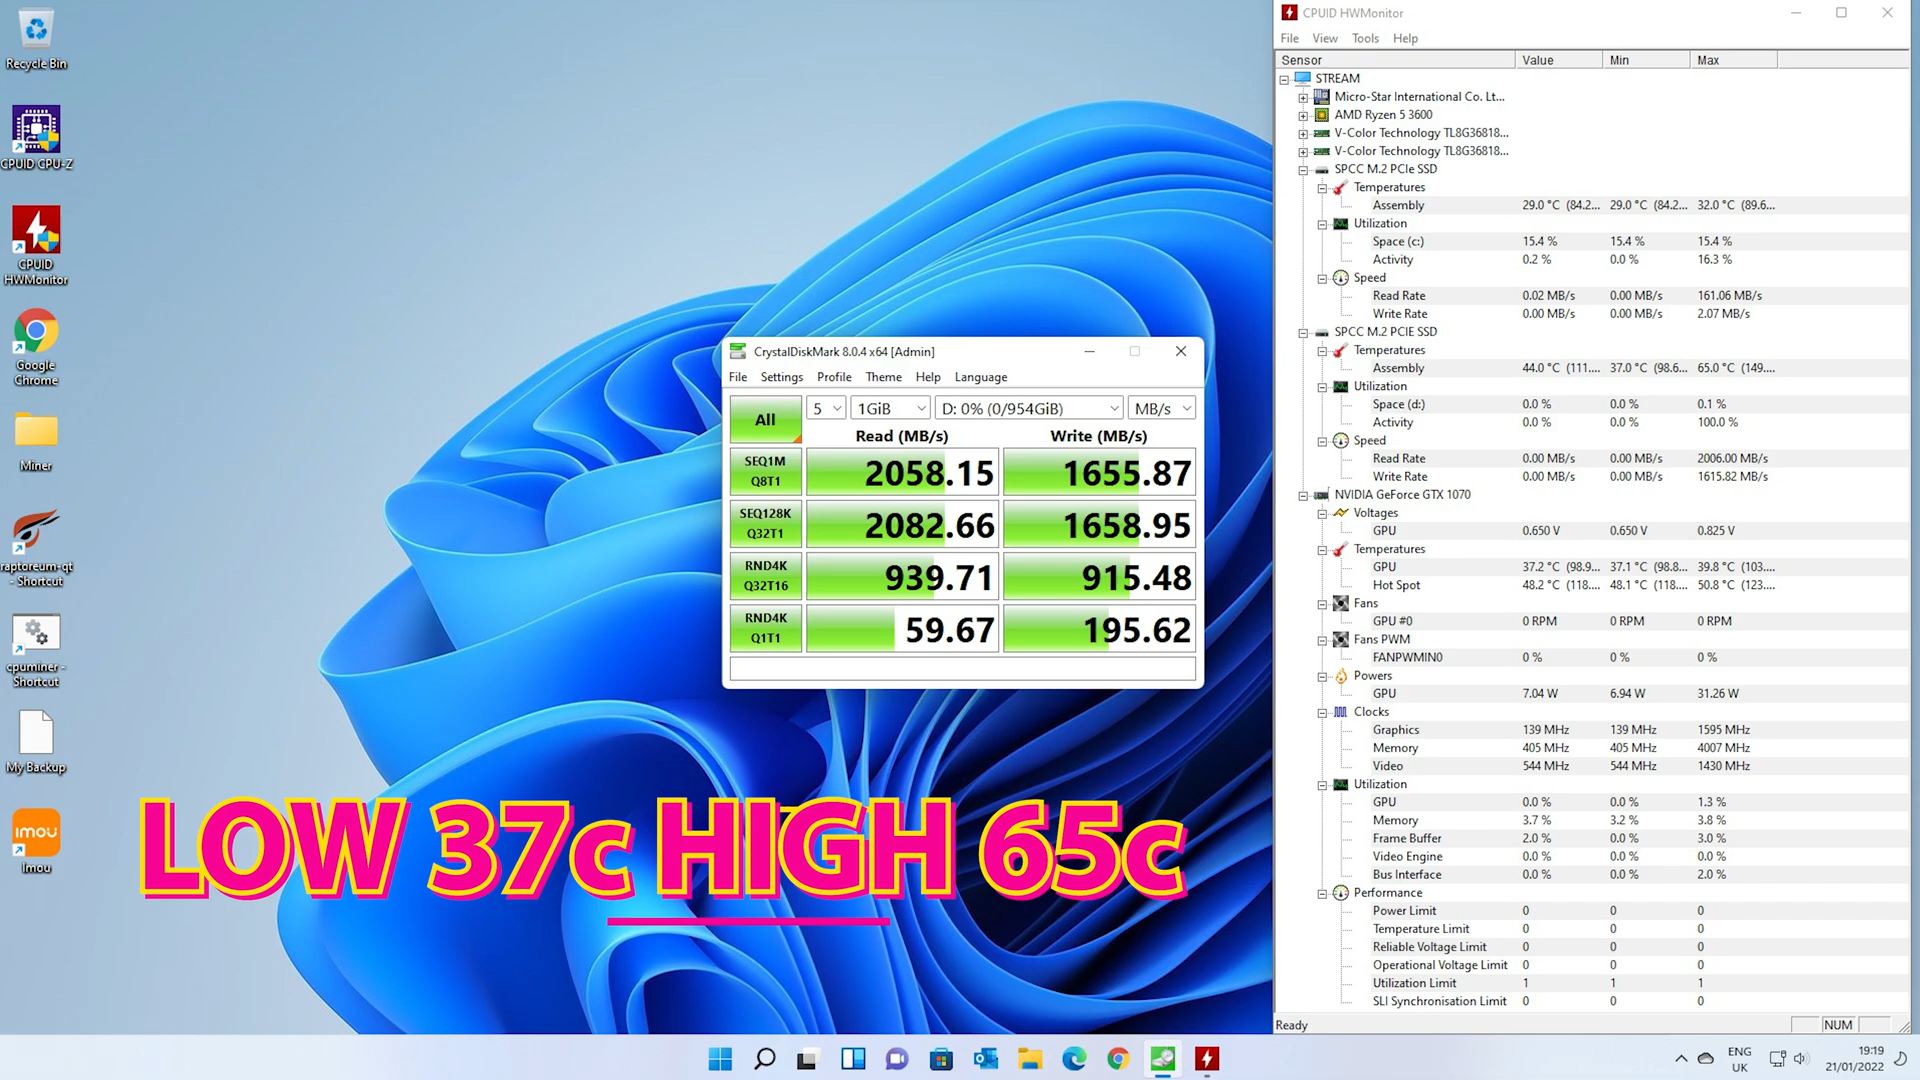 Recycle Bin
CPUID CPU-Z
CPUID
HWMonitor
Google
Chrome
Miner
raptoreum-qt
- Shortcut
cpuminer -
Shortcut
My Backup
imou
Imou
CrystalDiskMark 8.0.4 x64 [Admin]
File Settings Profile Theme Help Language
All 5 1GiB D: 0% (0/954GiB) MB/s
Read (MB/s) Write (MB/s)
SEQ1M
Q8T1 2058.15 1655.87
SEQ128K
Q32T1 2082.66 1658.95
RND4K
Q32T16 939.71 915.48
RND4K
Q1T1 59.67 195.62
LOW 37c HIGH 65c
CPUID HWMonitor
File View Tools Help
Sensor Value Min Max
STREAM
Micro-Star International Co. Lt...
AMD Ryzen 5 3600
V-Color Technology TL8G36818...
V-Color Technology TL8G36818...
SPCC M.2 PCIe SSD
Temperatures
Assembly 29.0 °C (84.2... 29.0 °C (84.2... 32.0 °C (89.6...
Utilization
Space (c:) 15.4 % 15.4 % 15.4 %
Activity 0.2 % 0.0 % 16.3 %
Speed
Read Rate 0.02 MB/s 0.00 MB/s 161.06 MB/s
Write Rate 0.00 MB/s 0.00 MB/s 2.07 MB/s
SPCC M.2 PCIE SSD
Temperatures
Assembly 44.0 °C (111.... 37.0 °C (98.6... 65.0 °C (149....
Utilization
Space (d:) 0.0 % 0.0 % 0.1 %
Activity 0.0 % 0.0 % 100.0 %
Speed
Read Rate 0.00 MB/s 0.00 MB/s 2006.00 MB/s
Write Rate 0.00 MB/s 0.00 MB/s 1615.82 MB/s
NVIDIA GeForce GTX 1070
Voltages
GPU 0.650 V 0.650 V 0.825 V
Temperatures
GPU 37.2 °C (98.9... 37.1 °C (98.8... 39.8 °C (103....
Hot Spot 48.2 °C (118.... 48.1 °C (118.... 50.8 °C (123....
Fans
GPU #0 0 RPM 0 RPM 0 RPM
Fans PWM
FANPWMIN0 0 % 0 % 0 %
Powers
GPU 7.04 W 6.94 W 31.26 W
Clocks
Graphics 139 MHz 139 MHz 1595 MHz
Memory 405 MHz 405 MHz 4007 MHz
Video 544 MHz 544 MHz 1430 MHz
Utilization
GPU 0.0 % 0.0 % 1.3 %
Memory 3.7 % 3.2 % 3.8 %
Frame Buffer 2.0 % 0.0 % 3.0 %
Video Engine 0.0 % 0.0 % 0.0 %
Bus Interface 0.0 % 0.0 % 2.0 %
Performance
Power Limit 0 0 0
Temperature Limit 0 0 0
Reliable Voltage Limit 0 0 0
Operational Voltage Limit 0 0 0
Utilization Limit 1 1 1
SLI Synchronisation Limit 0 0 0
Ready NUM
ENG
UK
19:19
21/01/2022